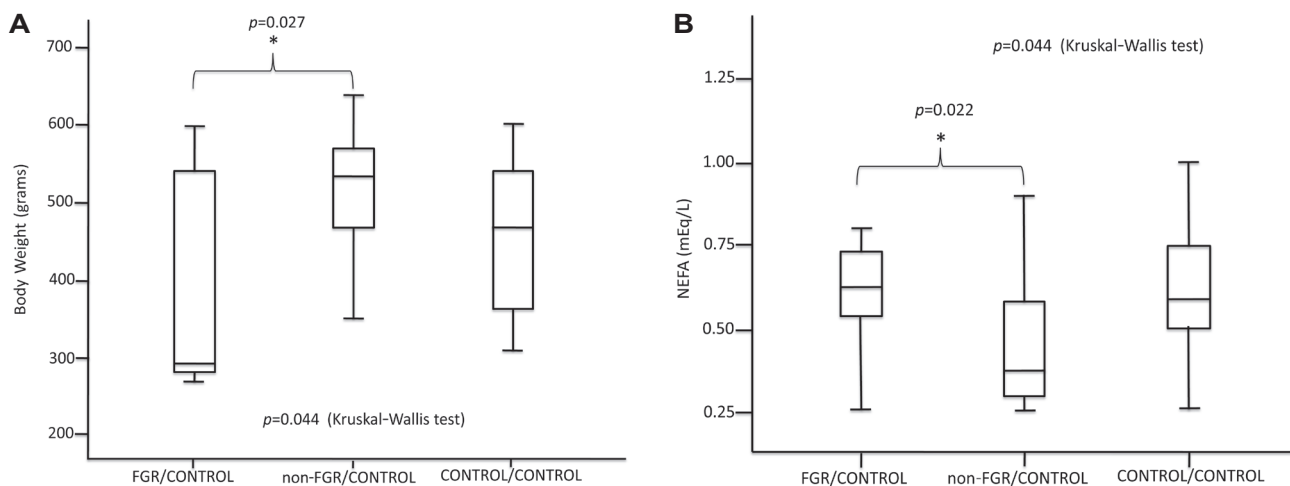 A
p=0.027
*
700
600
500
400
300
200
Body Weight (grams)
p=0.044 (Kruskal-Wallis test)
FGR/CONTROL
non-FGR/CONTROL
CONTROL/CONTROL
B
p=0.044 (Kruskal-Wallis test)
p=0.022
*
1.25
1.00
0.75
0.50
0.25
NEFA (mEq/L)
FGR/CONTROL
non-FGR/CONTROL
CONTROL/CONTROL